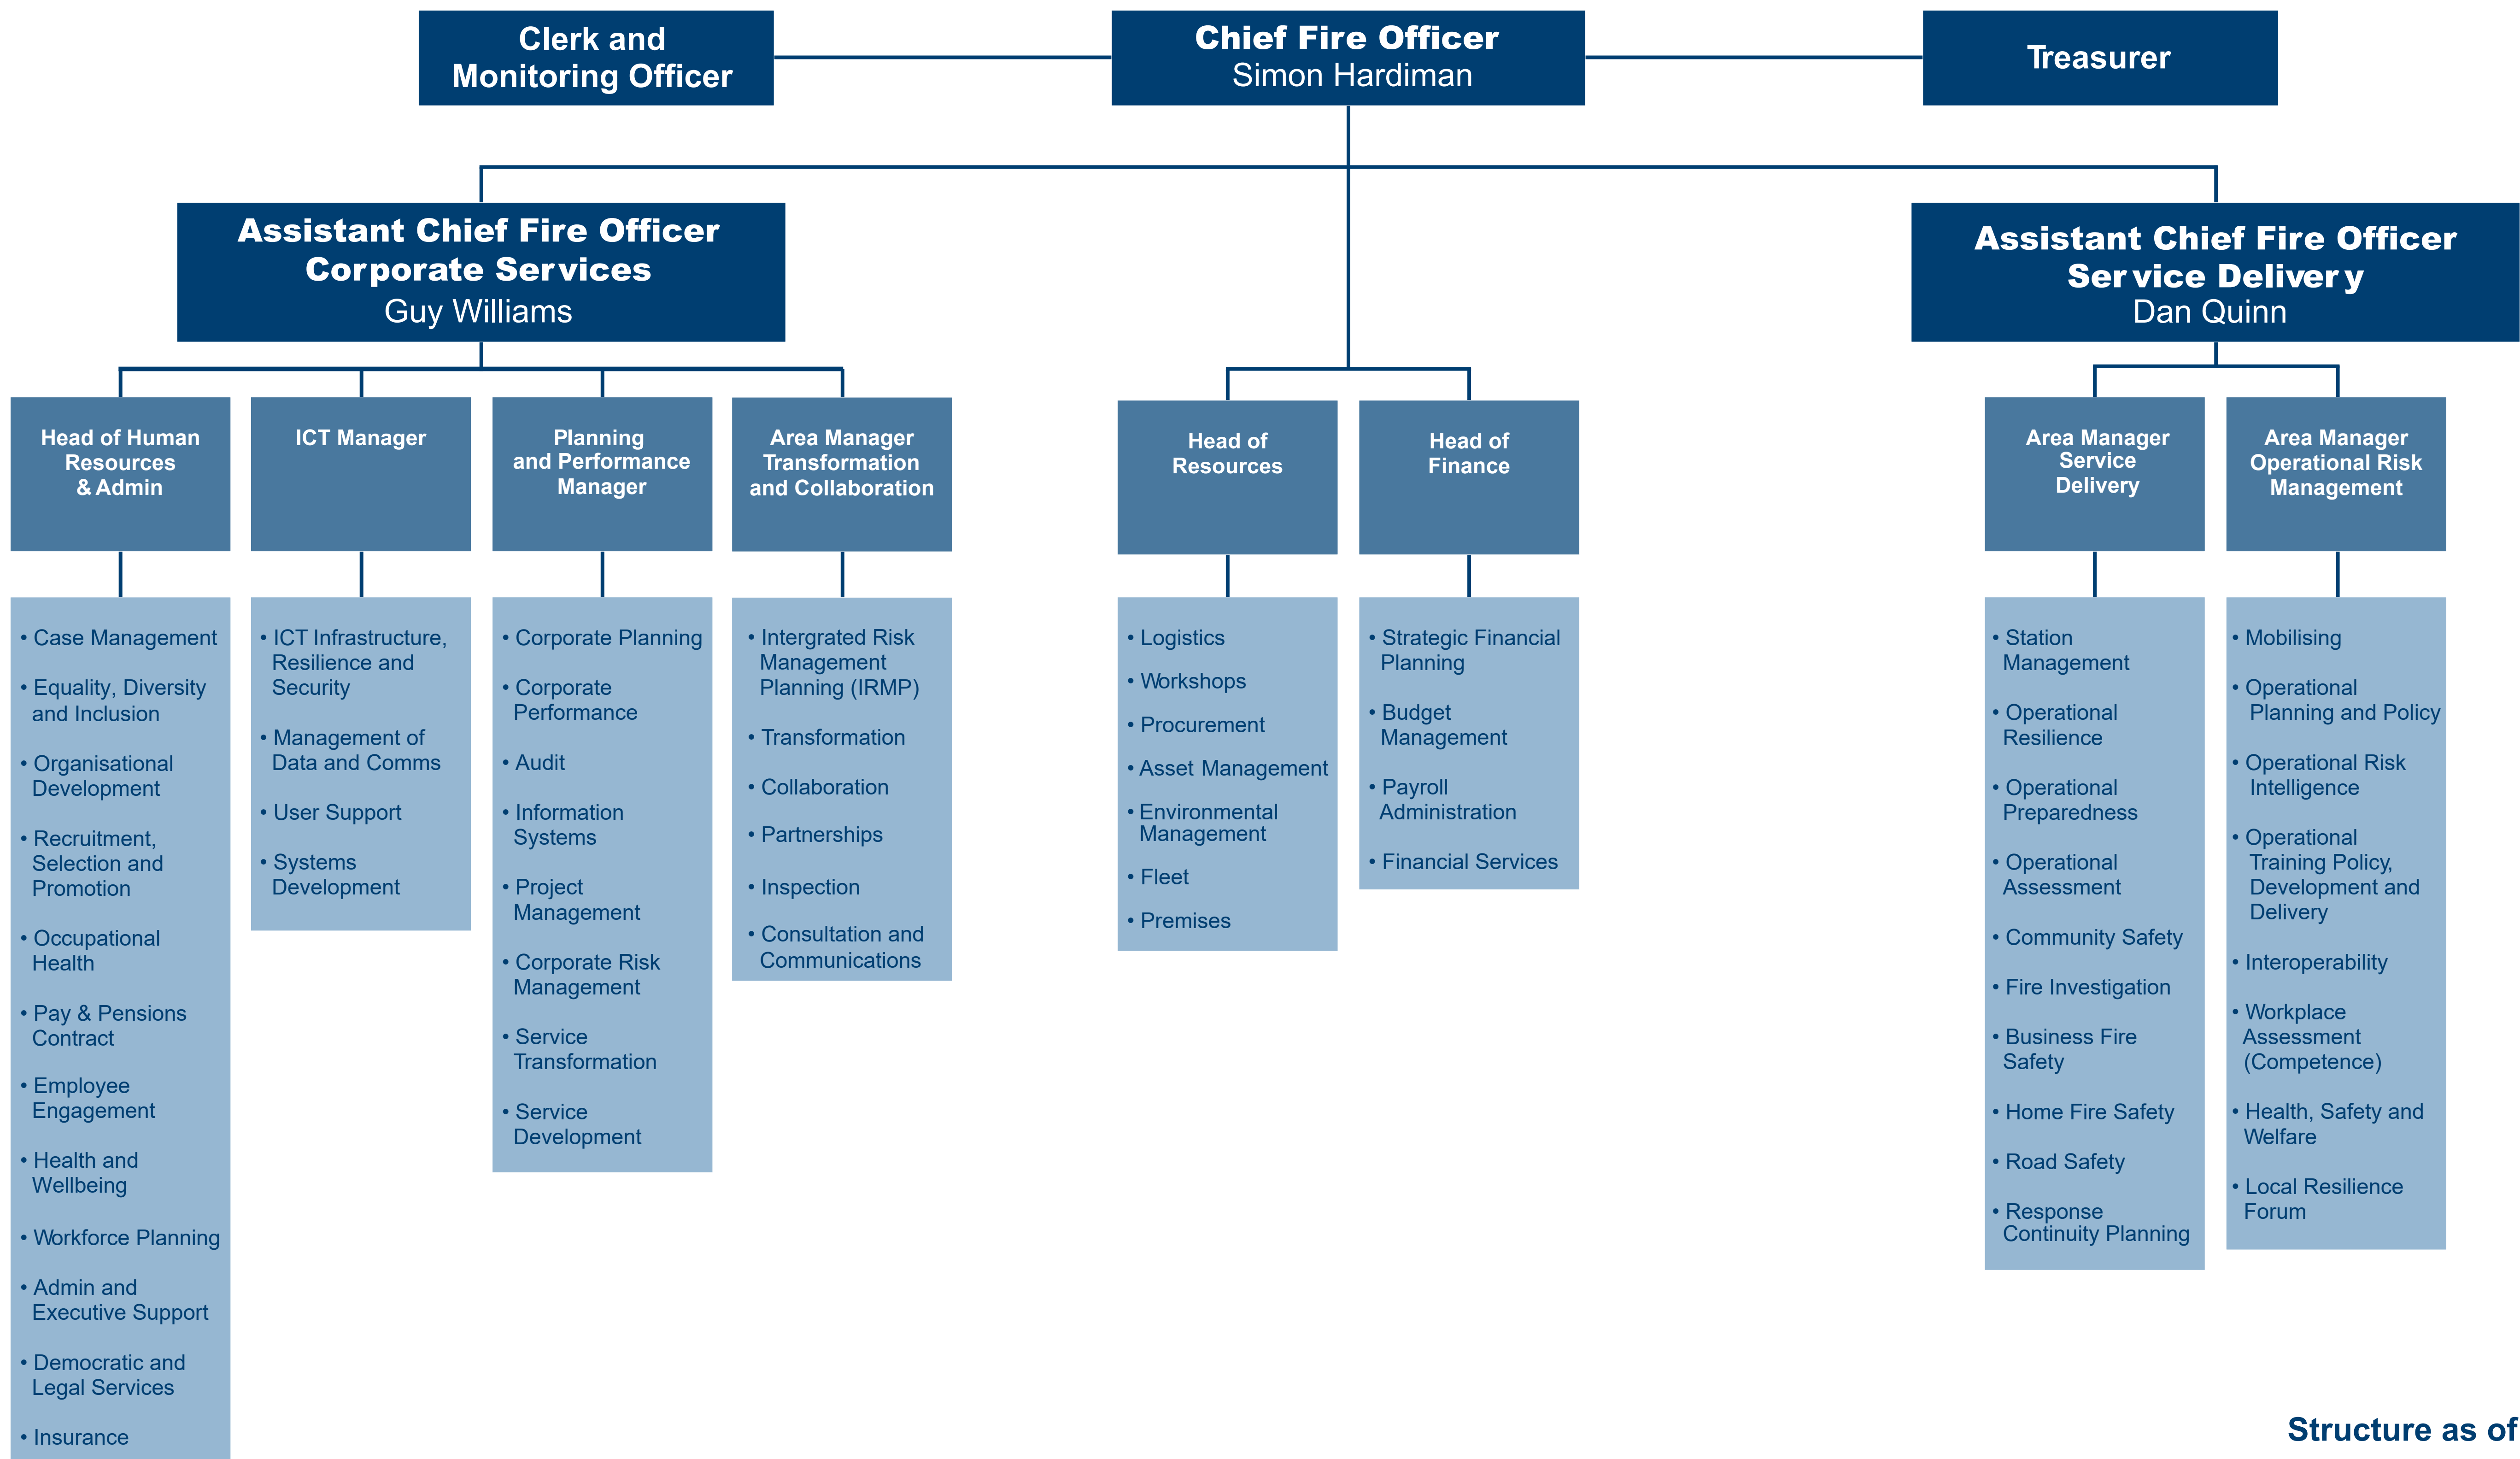 Clerk and
Monitoring Officer
Chief Fire Officer
Simon Hardiman
Treasurer
Assistant Chief Fire Officer
Corporate Services
Guy Williams
Assistant Chief Fire Officer
Service Delivery
Dan Quinn
Head of Human
Resources
& Admin
ICT Manager
Planning
and Performance
Manager
Area Manager
Transformation
and Collaboration
Head of
Resources
Head of
Finance
Area Manager
Service
Delivery
Area Manager
Operational Risk
Management
• Case Management
• Equality, Diversity
and Inclusion
• Organisational
Development
• Recruitment,
Selection and
Promotion
• Occupational
Health
• Pay & Pensions
Contract
• Employee
Engagement
• Health and
Wellbeing
• Workforce Planning
• Admin and
Executive Support
• Democratic and
Legal Services
• Insurance
• ICT Infrastructure,
Resilience and
Security
• Management of
Data and Comms
• User Support
• Systems
Development
• Corporate Planning
• Corporate
Performance
• Audit
• Information
Systems
• Project
Management
• Corporate Risk
Management
• Service
Transformation
• Service
Development
• Intergrated Risk
Management
Planning (IRMP)
• Transformation
• Collaboration
• Partnerships
• Inspection
• Consultation and
Communications
• Logistics
• Workshops
• Procurement
• Asset Management
• Environmental
Management
• Fleet
• Premises
• Strategic Financial
Planning
• Budget
Management
• Payroll
Administration
• Financial Services
• Station
Management
• Operational
Resilience
• Operational
Preparedness
• Operational
Assessment
• Community Safety
• Fire Investigation
• Business Fire
Safety
• Home Fire Safety
• Road Safety
• Response
Continuity Planning
• Mobilising
• Operational
Planning and Policy
• Operational Risk
Intelligence
• Operational
Training Policy,
Development and
Delivery
• Interoperability
• Workplace
Assessment
(Competence)
• Health, Safety and
Welfare
• Local Resilience
Forum
Structure as of